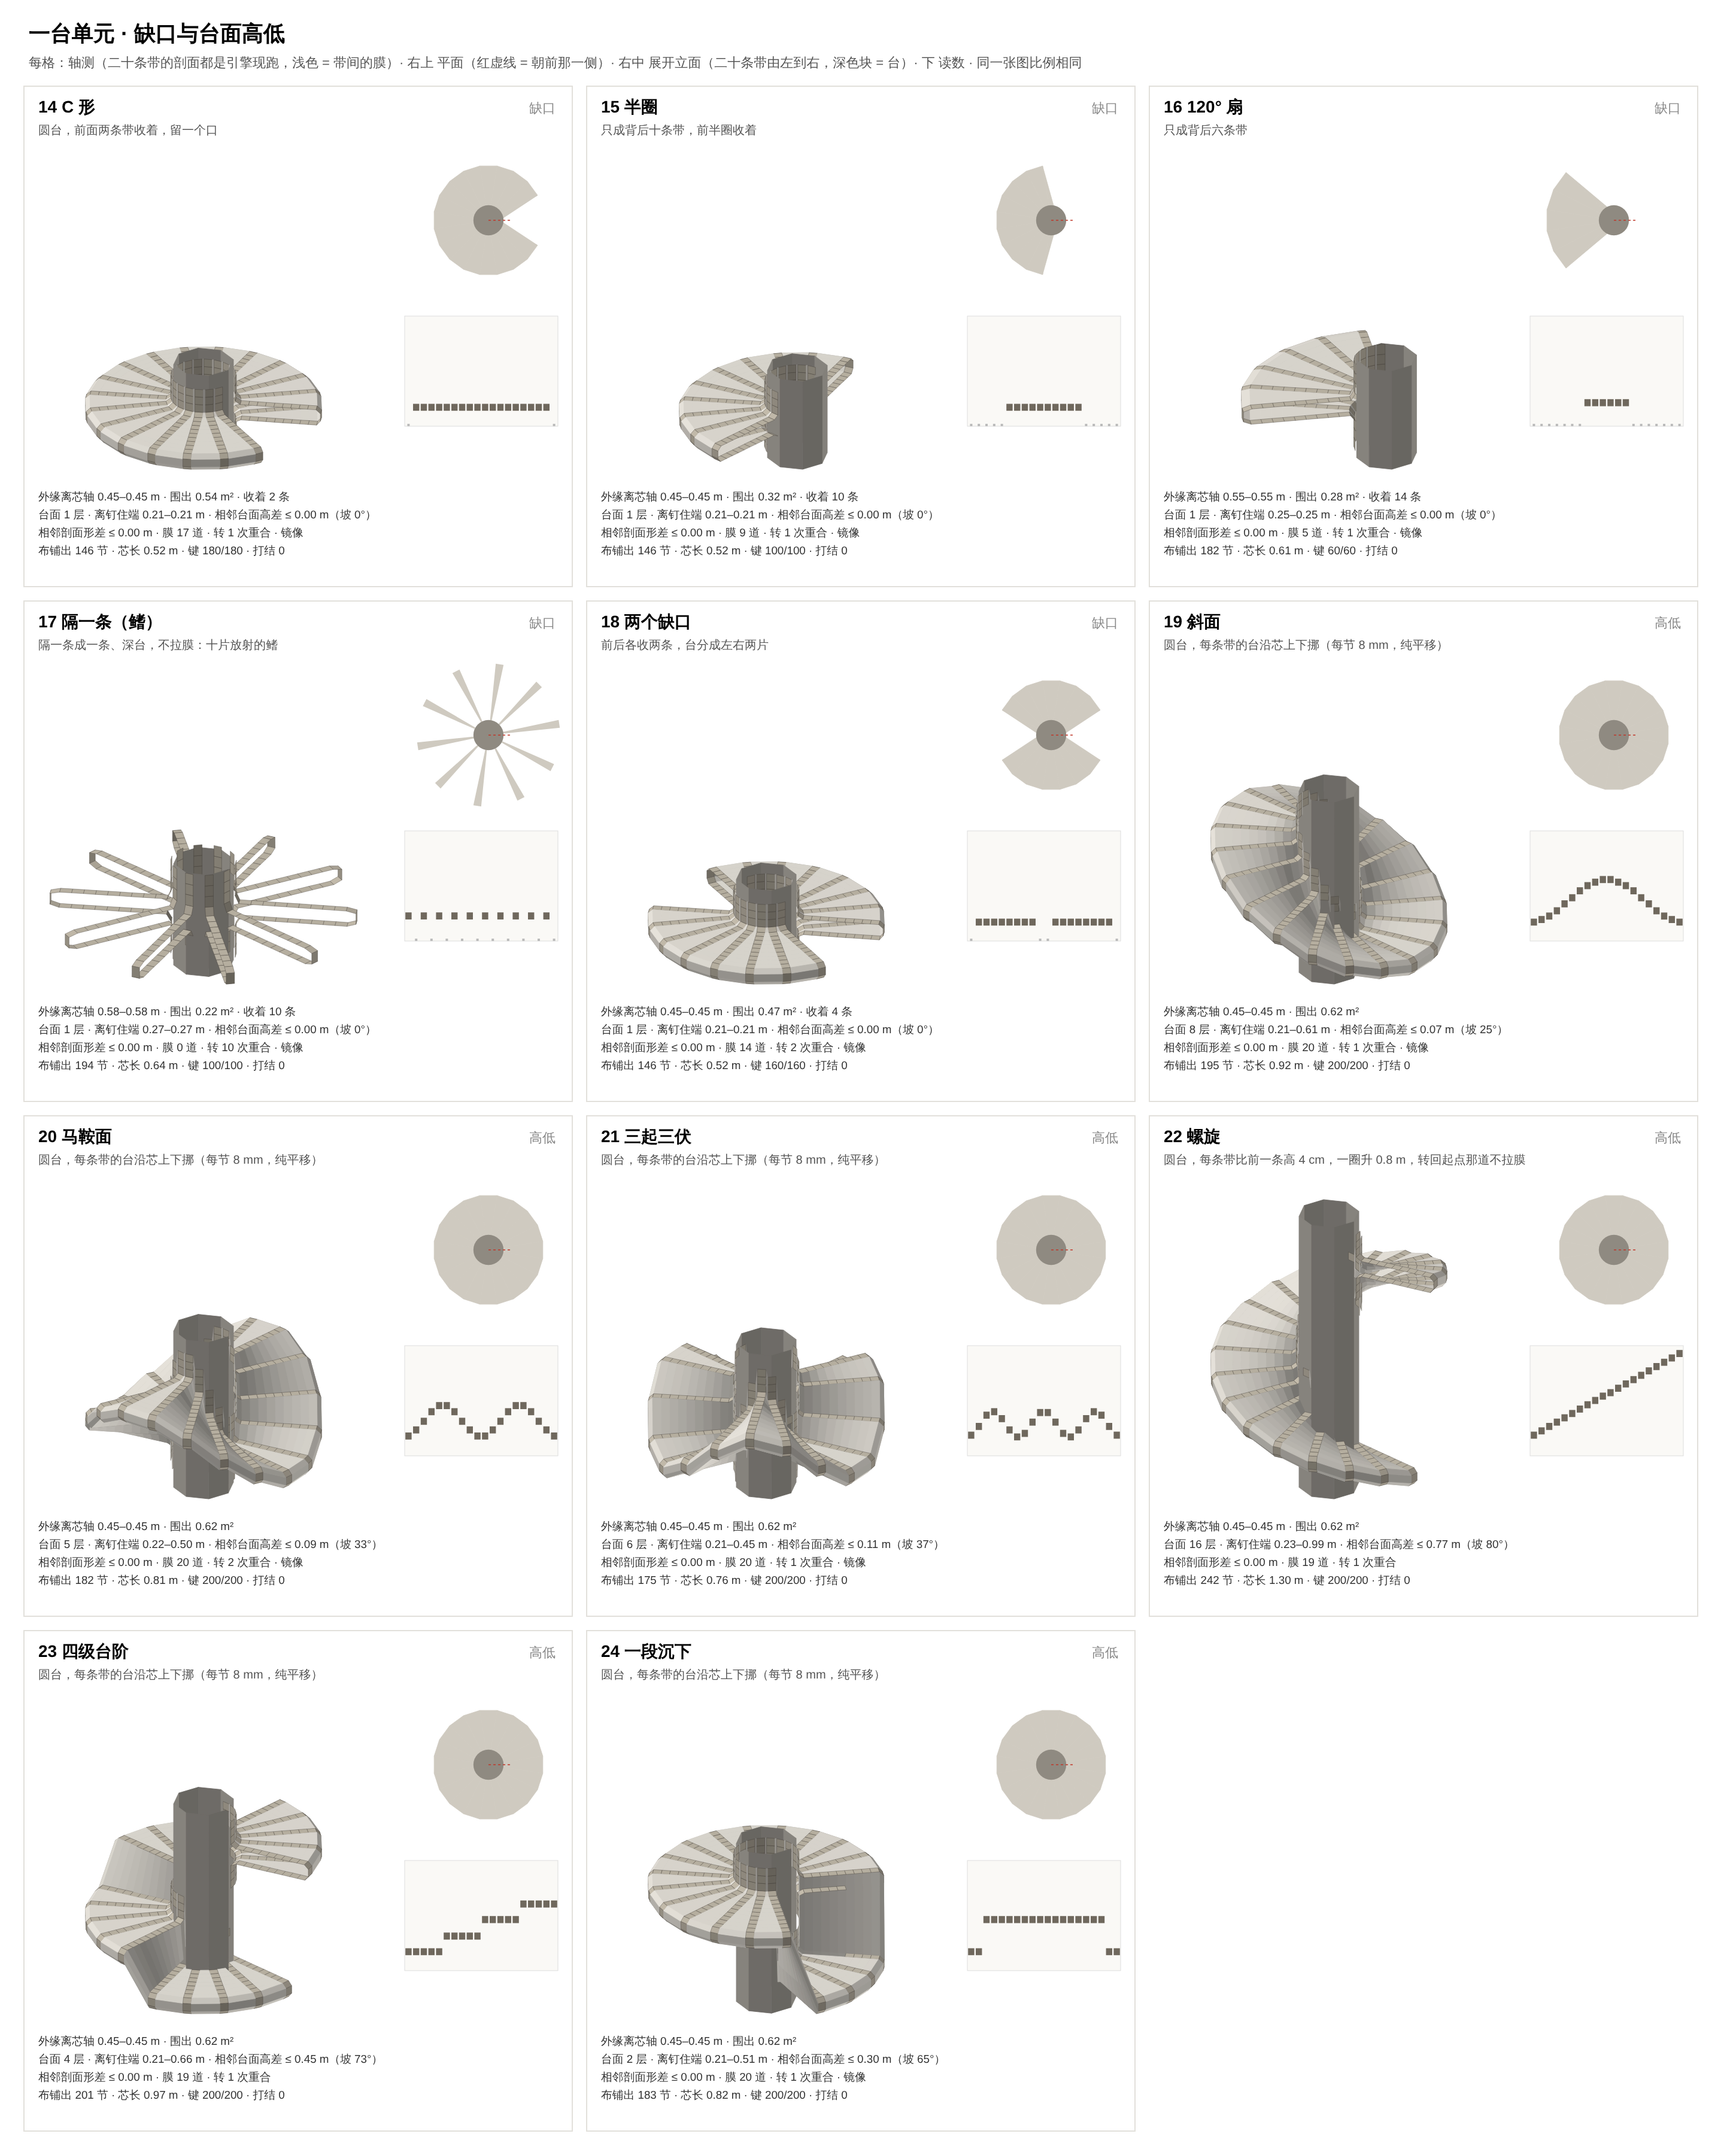 一台单元 · 缺口与台面高低
每格：轴测（二十条带的剖面都是引擎现跑，浅色 = 带间的膜）· 右上 平面（红虚线 = 朝前那一侧）· 右中 展开立面（二十条带由左到右，深色块 = 台）· 下 读数 · 同一张图比例相同
14 C 形
缺口
圆台，前面两条带收着，留一个口
外缘离芯轴 0.45–0.45 m · 围出 0.54 m² · 收着 2 条
台面 1 层 · 离钉住端 0.21–0.21 m · 相邻台面高差 ≤ 0.00 m（坡 0°）
相邻剖面形差 ≤ 0.00 m · 膜 17 道 · 转 1 次重合 · 镜像
布铺出 146 节 · 芯长 0.52 m · 键 180/180 · 打结 0
15 半圈
缺口
只成背后十条带，前半圈收着
外缘离芯轴 0.45–0.45 m · 围出 0.32 m² · 收着 10 条
台面 1 层 · 离钉住端 0.21–0.21 m · 相邻台面高差 ≤ 0.00 m（坡 0°）
相邻剖面形差 ≤ 0.00 m · 膜 9 道 · 转 1 次重合 · 镜像
布铺出 146 节 · 芯长 0.52 m · 键 100/100 · 打结 0
16 120° 扇
缺口
只成背后六条带
外缘离芯轴 0.55–0.55 m · 围出 0.28 m² · 收着 14 条
台面 1 层 · 离钉住端 0.25–0.25 m · 相邻台面高差 ≤ 0.00 m（坡 0°）
相邻剖面形差 ≤ 0.00 m · 膜 5 道 · 转 1 次重合 · 镜像
布铺出 182 节 · 芯长 0.61 m · 键 60/60 · 打结 0
17 隔一条（鳍）
缺口
隔一条成一条、深台，不拉膜：十片放射的鳍
外缘离芯轴 0.58–0.58 m · 围出 0.22 m² · 收着 10 条
台面 1 层 · 离钉住端 0.27–0.27 m · 相邻台面高差 ≤ 0.00 m（坡 0°）
相邻剖面形差 ≤ 0.00 m · 膜 0 道 · 转 10 次重合 · 镜像
布铺出 194 节 · 芯长 0.64 m · 键 100/100 · 打结 0
18 两个缺口
缺口
前后各收两条，台分成左右两片
外缘离芯轴 0.45–0.45 m · 围出 0.47 m² · 收着 4 条
台面 1 层 · 离钉住端 0.21–0.21 m · 相邻台面高差 ≤ 0.00 m（坡 0°）
相邻剖面形差 ≤ 0.00 m · 膜 14 道 · 转 2 次重合 · 镜像
布铺出 146 节 · 芯长 0.52 m · 键 160/160 · 打结 0
19 斜面
高低
圆台，每条带的台沿芯上下挪（每节 8 mm，纯平移）
外缘离芯轴 0.45–0.45 m · 围出 0.62 m²
台面 8 层 · 离钉住端 0.21–0.61 m · 相邻台面高差 ≤ 0.07 m（坡 25°）
相邻剖面形差 ≤ 0.00 m · 膜 20 道 · 转 1 次重合 · 镜像
布铺出 195 节 · 芯长 0.92 m · 键 200/200 · 打结 0
20 马鞍面
高低
圆台，每条带的台沿芯上下挪（每节 8 mm，纯平移）
外缘离芯轴 0.45–0.45 m · 围出 0.62 m²
台面 5 层 · 离钉住端 0.22–0.50 m · 相邻台面高差 ≤ 0.09 m（坡 33°）
相邻剖面形差 ≤ 0.00 m · 膜 20 道 · 转 2 次重合 · 镜像
布铺出 182 节 · 芯长 0.81 m · 键 200/200 · 打结 0
21 三起三伏
高低
圆台，每条带的台沿芯上下挪（每节 8 mm，纯平移）
外缘离芯轴 0.45–0.45 m · 围出 0.62 m²
台面 6 层 · 离钉住端 0.21–0.45 m · 相邻台面高差 ≤ 0.11 m（坡 37°）
相邻剖面形差 ≤ 0.00 m · 膜 20 道 · 转 1 次重合 · 镜像
布铺出 175 节 · 芯长 0.76 m · 键 200/200 · 打结 0
22 螺旋
高低
圆台，每条带比前一条高 4 cm，一圈升 0.8 m，转回起点那道不拉膜
外缘离芯轴 0.45–0.45 m · 围出 0.62 m²
台面 16 层 · 离钉住端 0.23–0.99 m · 相邻台面高差 ≤ 0.77 m（坡 80°）
相邻剖面形差 ≤ 0.00 m · 膜 19 道 · 转 1 次重合
布铺出 242 节 · 芯长 1.30 m · 键 200/200 · 打结 0
23 四级台阶
高低
圆台，每条带的台沿芯上下挪（每节 8 mm，纯平移）
外缘离芯轴 0.45–0.45 m · 围出 0.62 m²
台面 4 层 · 离钉住端 0.21–0.66 m · 相邻台面高差 ≤ 0.45 m（坡 73°）
相邻剖面形差 ≤ 0.00 m · 膜 19 道 · 转 1 次重合
布铺出 201 节 · 芯长 0.97 m · 键 200/200 · 打结 0
24 一段沉下
高低
圆台，每条带的台沿芯上下挪（每节 8 mm，纯平移）
外缘离芯轴 0.45–0.45 m · 围出 0.62 m²
台面 2 层 · 离钉住端 0.21–0.51 m · 相邻台面高差 ≤ 0.30 m（坡 65°）
相邻剖面形差 ≤ 0.00 m · 膜 20 道 · 转 1 次重合 · 镜像
布铺出 183 节 · 芯长 0.82 m · 键 200/200 · 打结 0